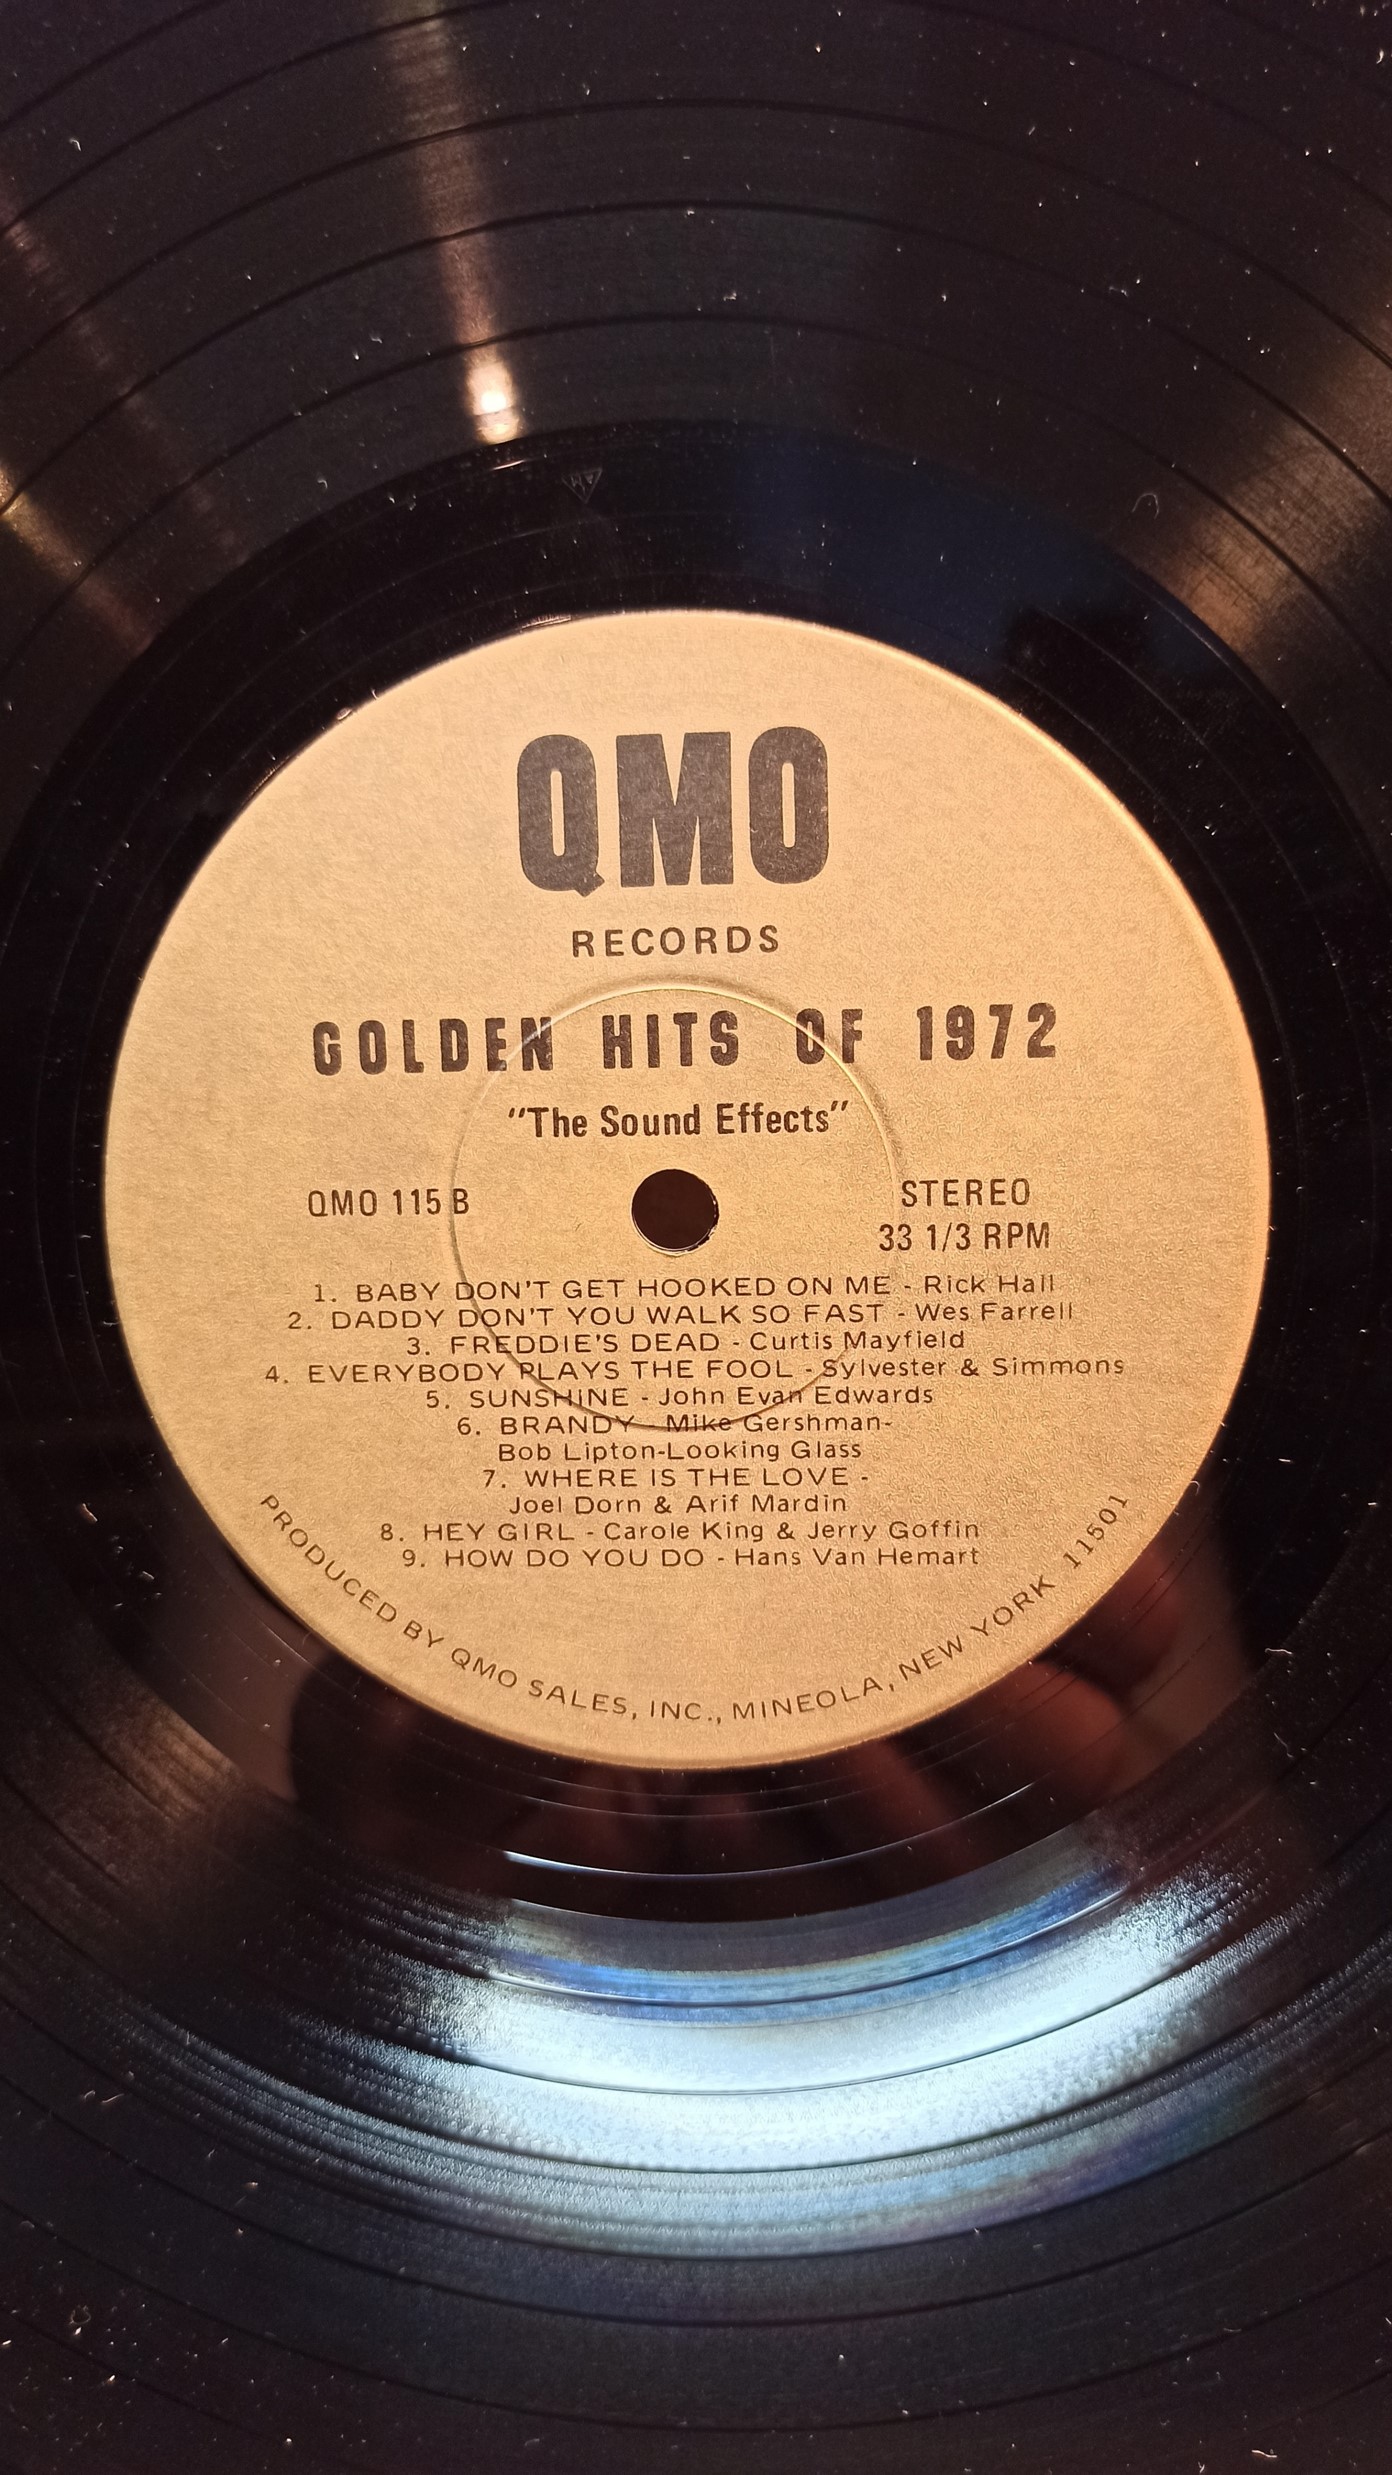 QMO
RECORDS
GOLDEN HITS OF 1972
"The Sound Effects"
QMO 115 B
STEREO
33 1/3 RPM
1. BABY DON'T GET HOOKED ON ME - Rick Hall
2. DADDY DON'T YOU WALK SO FAST - Wes Farrell
3. FREDDIE'S DEAD - Curtis Mayfield
4. EVERYBODY PLAYS THE FOOL - Sylvester & Simmons
5. SUNSHINE - John Evan Edwards
6. BRANDY - Mike Gershman-
Bob Lipton-Looking Glass
7. WHERE IS THE LOVE -
Joel Dorn & Arif Mardin
8. HEY GIRL - Carole King & Jerry Goffin
9. HOW DO YOU DO - Hans Van Hemart
PRODUCED BY QMO SALES, INC., MINEOLA, NEW YORK 11501